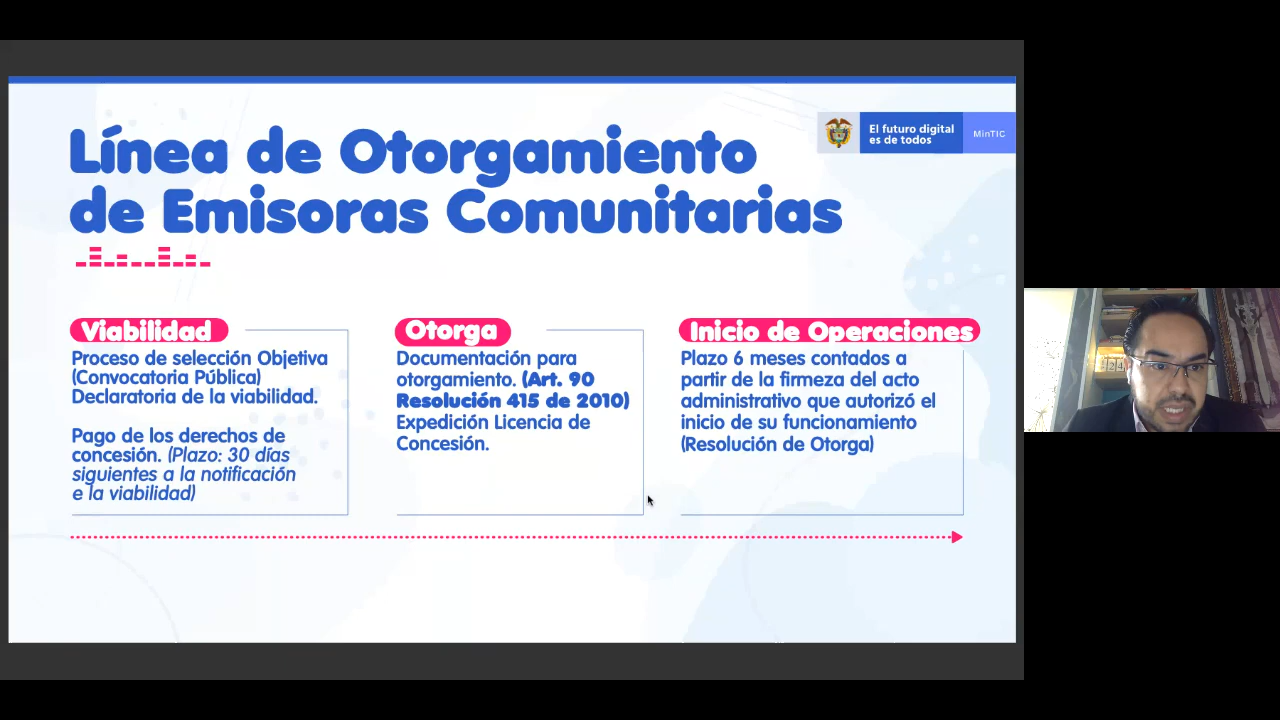 Línea de Otorgamiento
de Emisoras Comunitarias
El futuro digital
es de todos
MinTIC
Viabilidad
Proceso de selección Objetiva
(Convocatoria Pública)
Declaratoria de la viabilidad.
Pago de los derechos de
concesión. (Plazo: 30 días
siguientes a la notificación
e la viabilidad)
Otorga
Documentación para
otorgamiento. (Art. 90
Resolución 415 de 2010)
Expedición Licencia de
Concesión.
Inicio de Operaciones
Plazo 6 meses contados a
partir de la firmeza del acto
administrativo que autorizó el
inicio de su funcionamiento
(Resolución de Otorga)